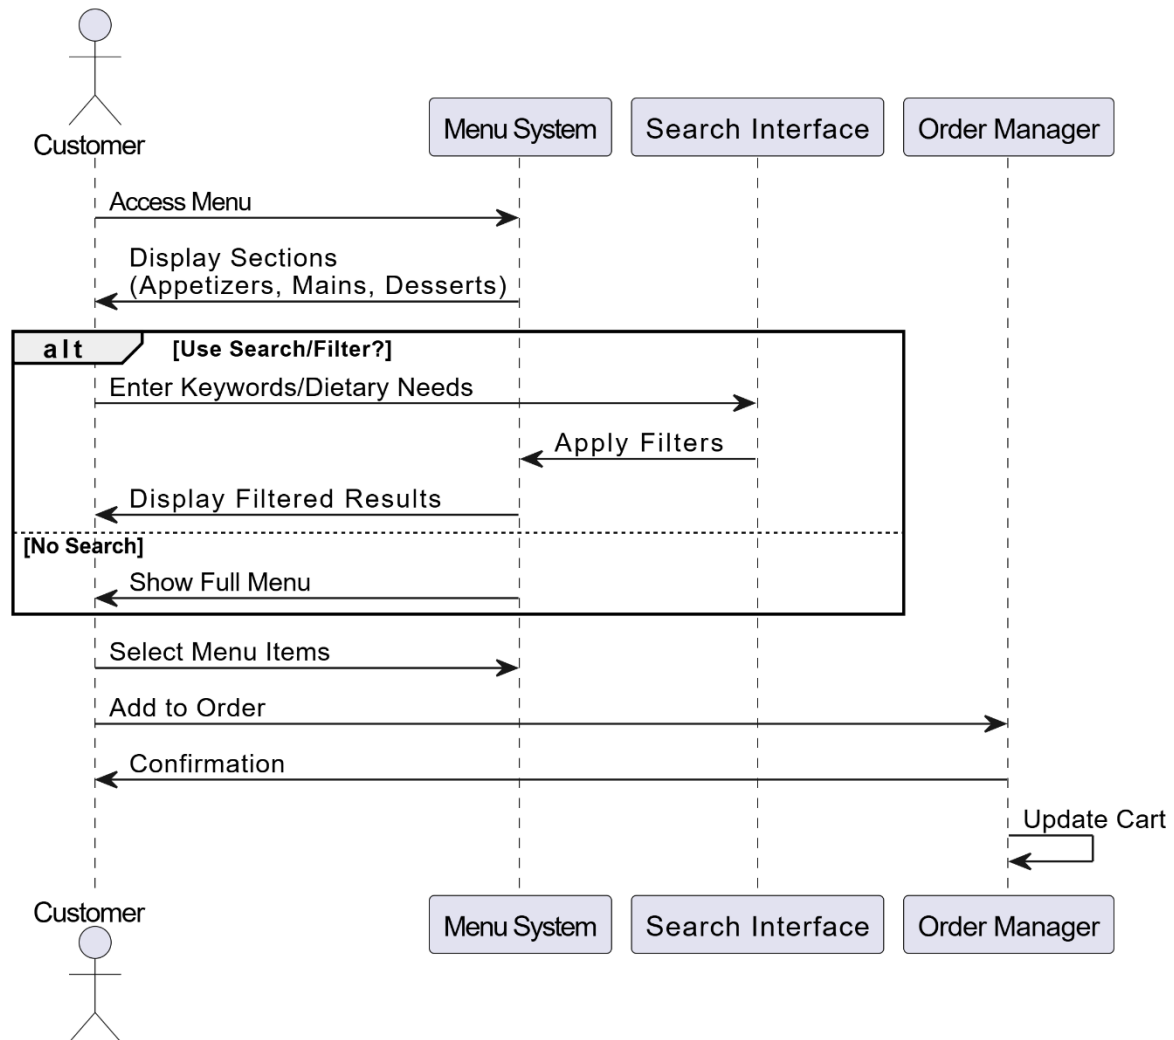 Customer
Menu System
Search Interface
Order Manager
Access Menu
Display Sections
(Appetizers, Mains, Desserts)
alt
[Use Search/Filter?]
Enter Keywords/Dietary Needs
Apply Filters
Display Filtered Results
[No Search]
Show Full Menu
Select Menu Items
Add to Order
Confirmation
Update Cart
Customer
Menu System
Search Interface
Order Manager